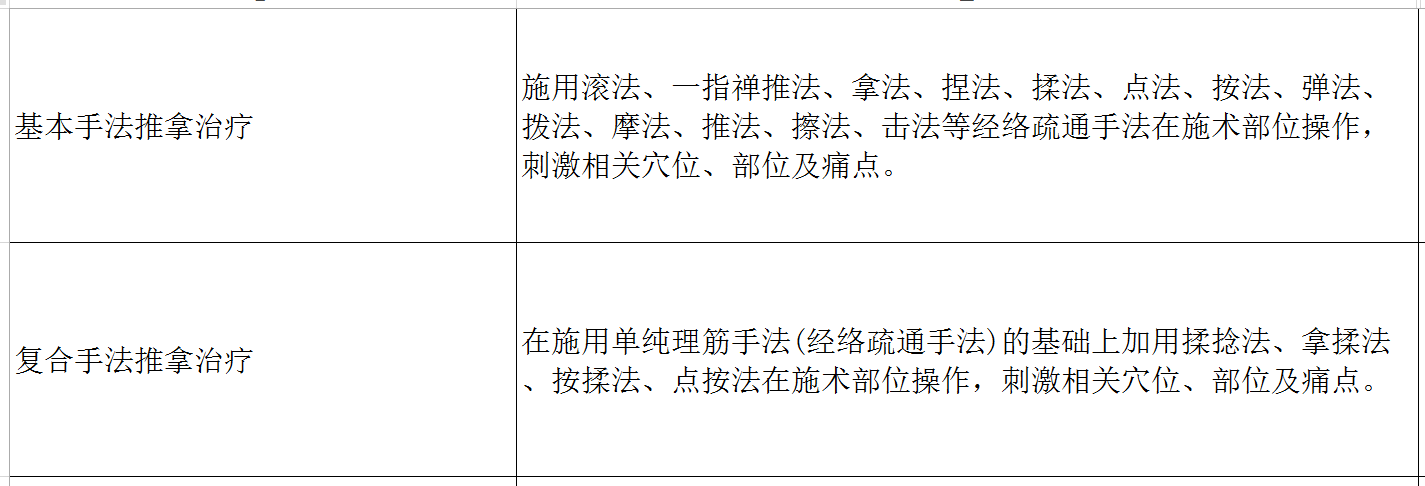 基本手法推拿治疗
施用滚法、一指禅推法、拿法、捏法、揉法、点法、按法、弹法、
拨法、摩法、推法、擦法、击法等经络疏通手法在施术部位操作，
刺激相关穴位、部位及痛点。
复合手法推拿治疗
在施用单纯理筋手法(经络疏通手法)的基础上加用揉捻法、拿揉法
、按揉法、点按法在施术部位操作，刺激相关穴位、部位及痛点。